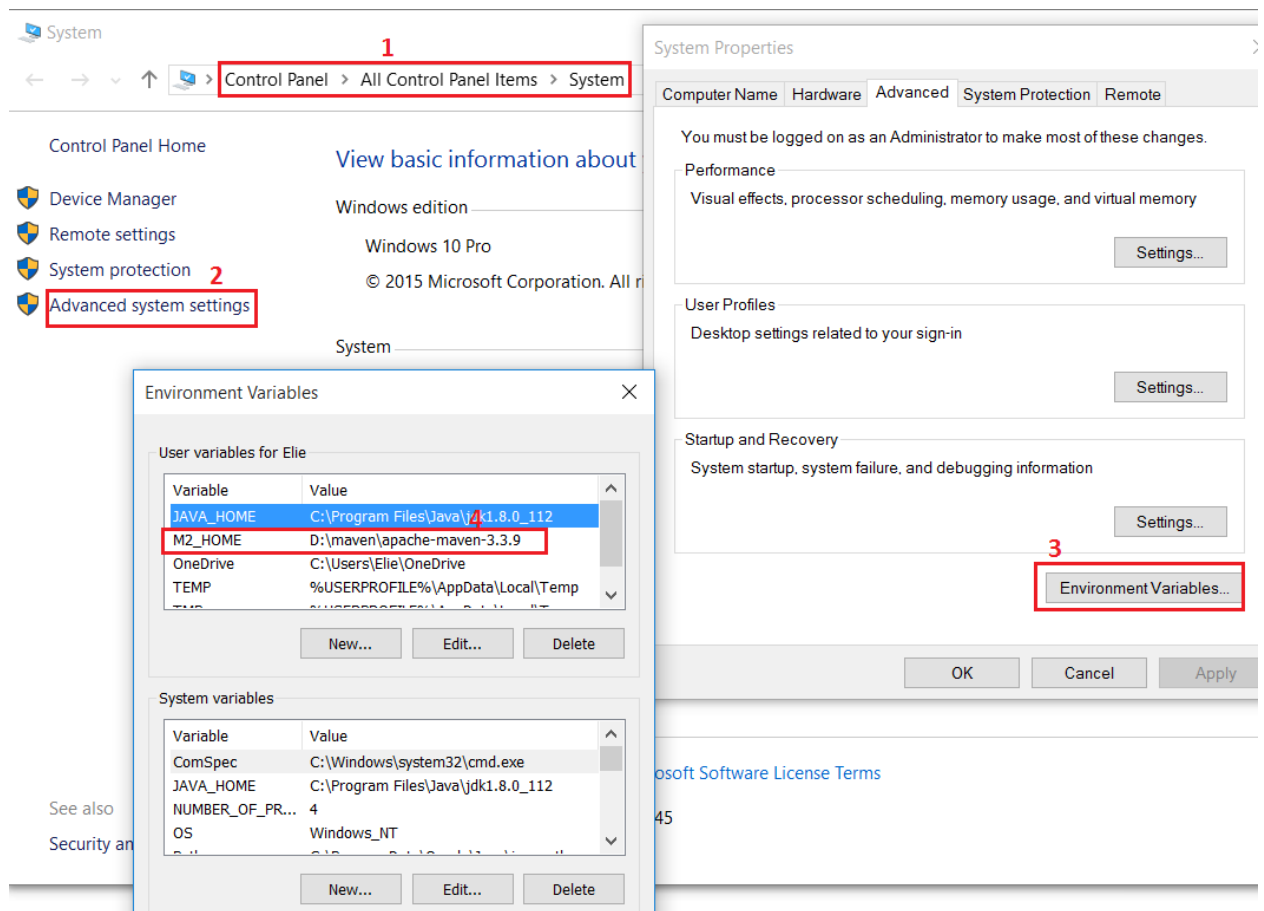 System
1
Control Panel > All Control Panel Items > System
Control Panel Home
Device Manager
Remote settings
System protection
2
Advanced system settings
View basic information about
Windows edition
Windows 10 Pro
© 2015 Microsoft Corporation. All ri
System
System Properties
Computer Name Hardware Advanced System Protection Remote
You must be logged on as an Administrator to make most of these changes.
Performance
Visual effects, processor scheduling, memory usage, and virtual memory
Settings...
User Profiles
Desktop settings related to your sign-in
Settings...
Startup and Recovery
System startup, system failure, and debugging information
Settings...
3
Environment Variables...
OK Cancel Apply
Environment Variables
User variables for Elie
Variable Value
JAVA_HOME C:\Program Files\Java\jdk1.8.0_112
4
M2_HOME D:\maven\apache-maven-3.3.9
OneDrive C:\Users\Elie\OneDrive
TEMP %USERPROFILE%\AppData\Local\Temp
New... Edit... Delete
System variables
Variable Value
ComSpec C:\Windows\system32\cmd.exe
JAVA_HOME C:\Program Files\Java\jdk1.8.0_112
NUMBER_OF_PR... 4
OS Windows_NT
New... Edit... Delete
osoft Software License Terms
45
See also
Security an